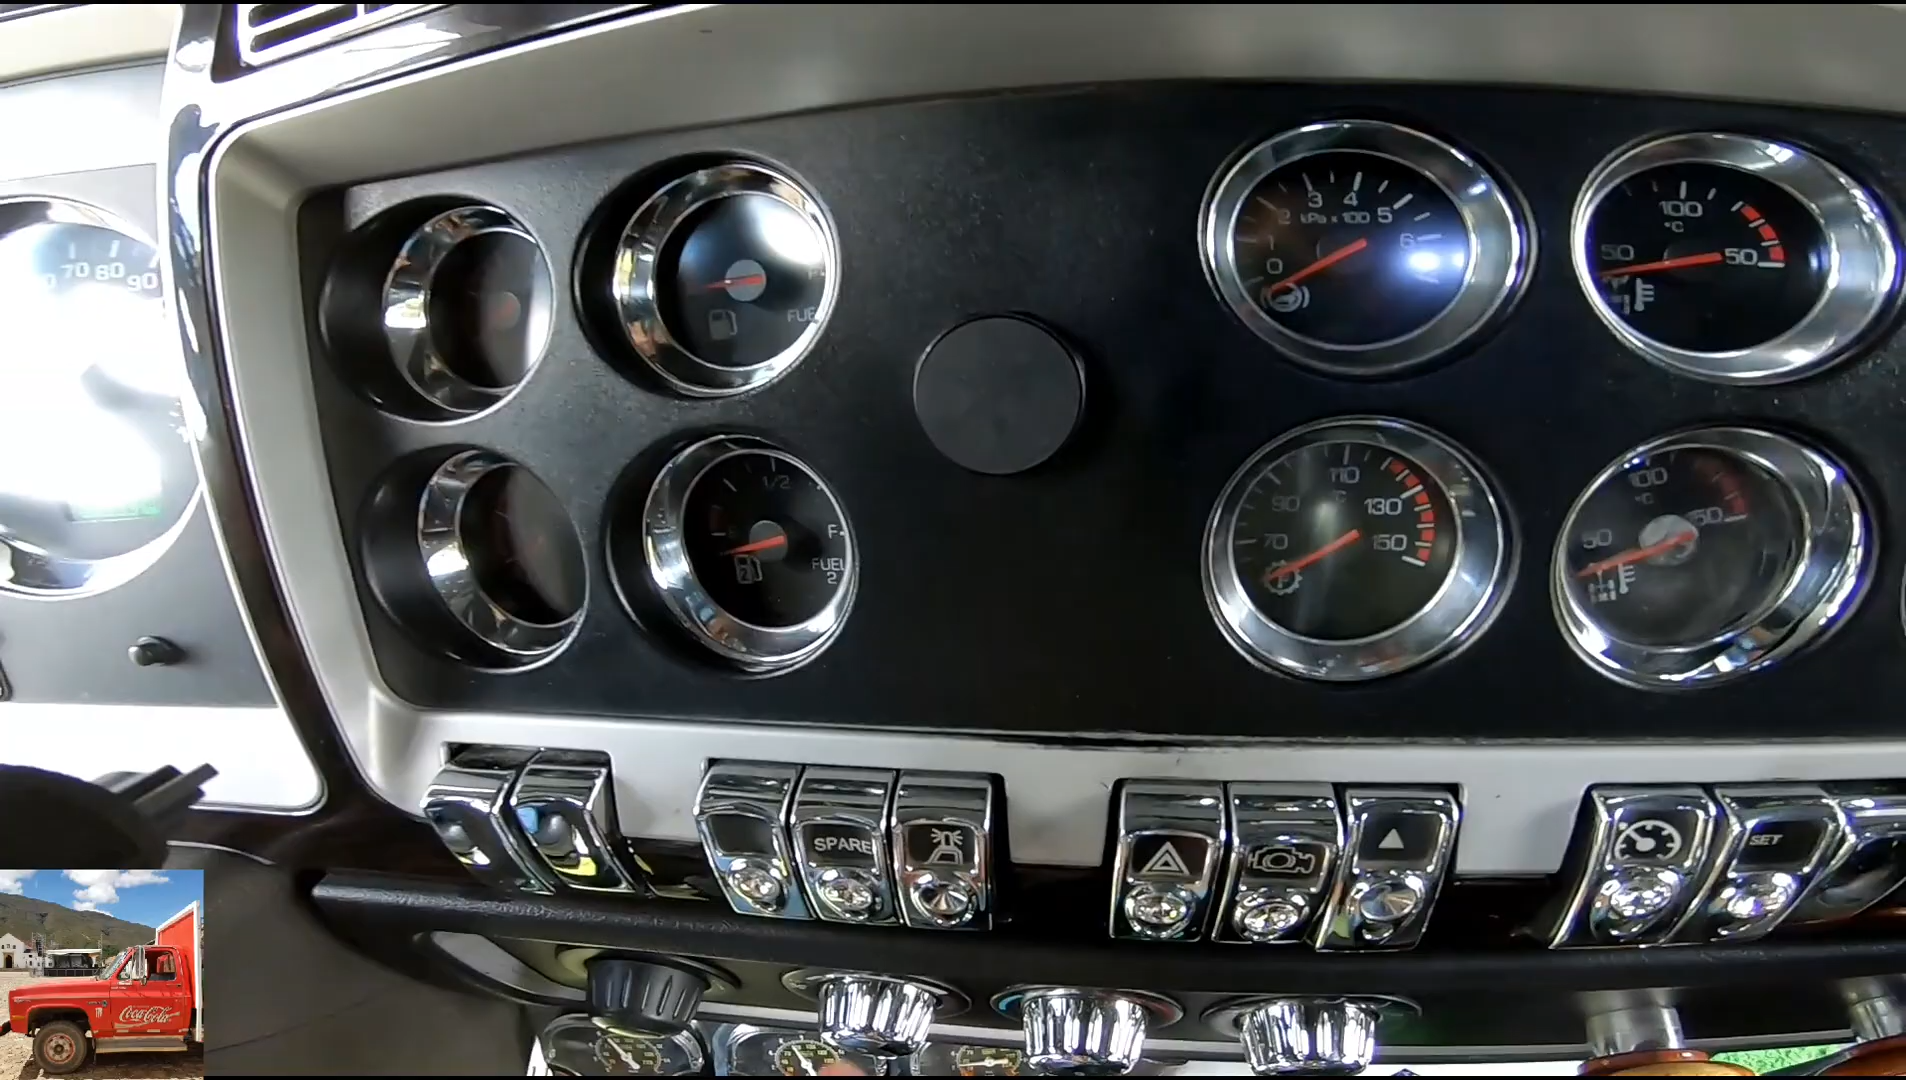 70 80 90
FUEL
1/2
F
FUEL
2
0 1 2 3 4 5 6
kPa x 100
50 100
°C
50
70 90 110 130 150
°C
50 100 150
°C
SPARE
SET
Coca-Cola